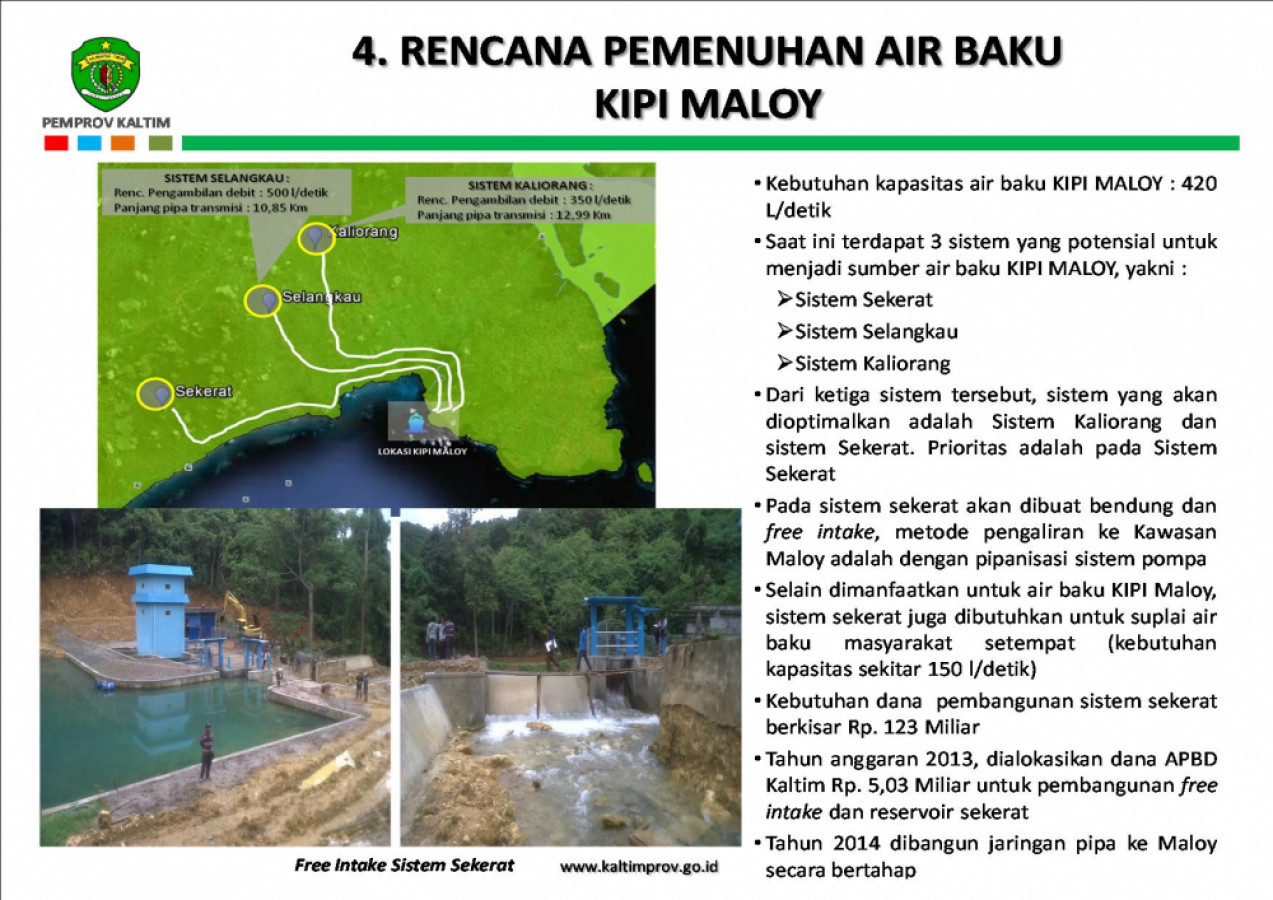 4. RENCANA PEMENUHAN AIR BAKU
KIPI MALOY
PEMPROV KALTIM
SISTEM SELANGKAU :
Renc. Pengambilan debit : 500 l/detik
Panjang pipa transmisi : 10,85 Km
SISTEM KALIORANG :
Renc. Pengambilan debit : 350 l/detik
Panjang pipa transmisi : 12,99 Km
Kaliorang
Selangkau
Sekerat
LOKASI KIPI MALOY
• Kebutuhan kapasitas air baku KIPI MALOY : 420
L/detik
• Saat ini terdapat 3 sistem yang potensial untuk
menjadi sumber air baku KIPI MALOY, yakni :
➢Sistem Sekerat
➢Sistem Selangkau
➢Sistem Kaliorang
• Dari ketiga sistem tersebut, sistem yang akan
dioptimalkan adalah Sistem Kaliorang dan
sistem Sekerat. Prioritas adalah pada Sistem
Sekerat
• Pada sistem sekerat akan dibuat bendung dan
free intake, metode pengaliran ke Kawasan
Maloy adalah dengan pipanisasi sistem pompa
• Selain dimanfaatkan untuk air baku KIPI Maloy,
sistem sekerat juga dibutuhkan untuk suplai air
baku masyarakat setempat (kebutuhan
kapasitas sekitar 150 l/detik)
• Kebutuhan dana pembangunan sistem sekerat
berkisar Rp. 123 Miliar
• Tahun anggaran 2013, dialokasikan dana APBD
Kaltim Rp. 5,03 Miliar untuk pembangunan free
intake dan reservoir sekerat
• Tahun 2014 dibangun jaringan pipa ke Maloy
secara bertahap
Free Intake Sistem Sekerat
www.kaltimprov.go.id